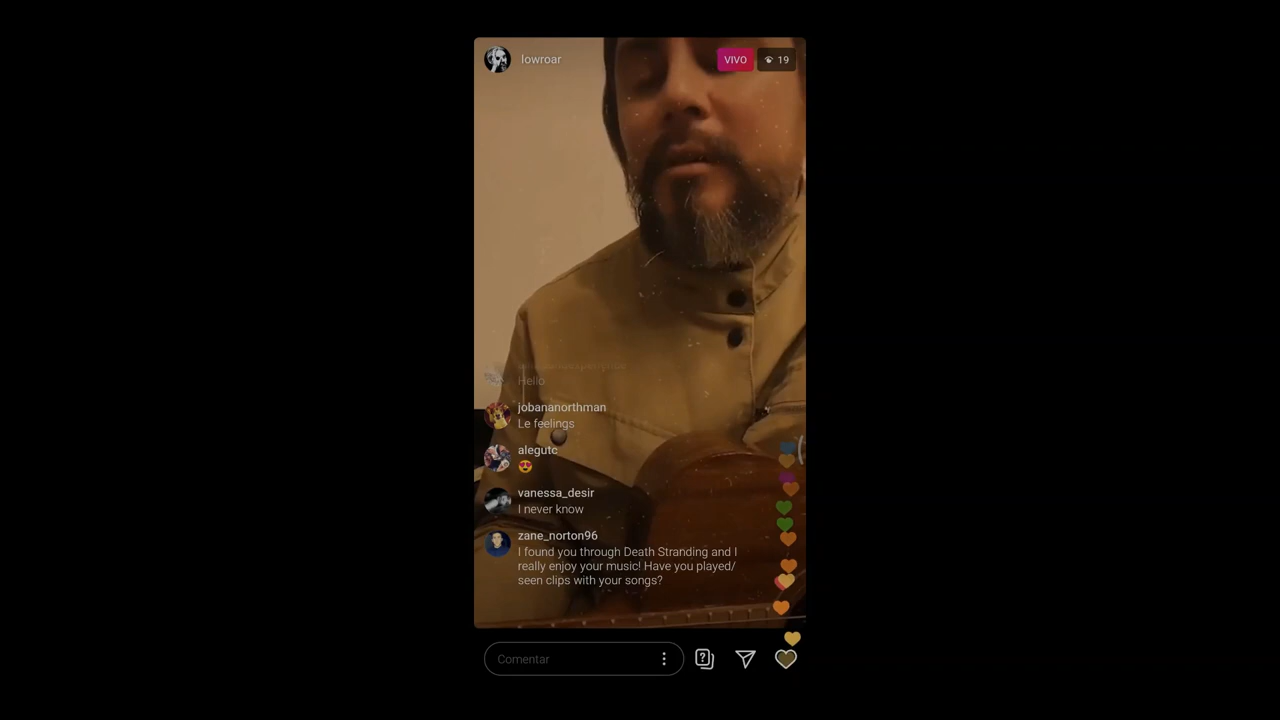 lowroar
VIVO
19
Hello
jobananorthman
Le feelings
alegutc
😍
vanessa_desir
I never know
zane_norton96
I found you through Death Stranding and I
really enjoy your music! Have you played/
seen clips with your songs?
Comentar